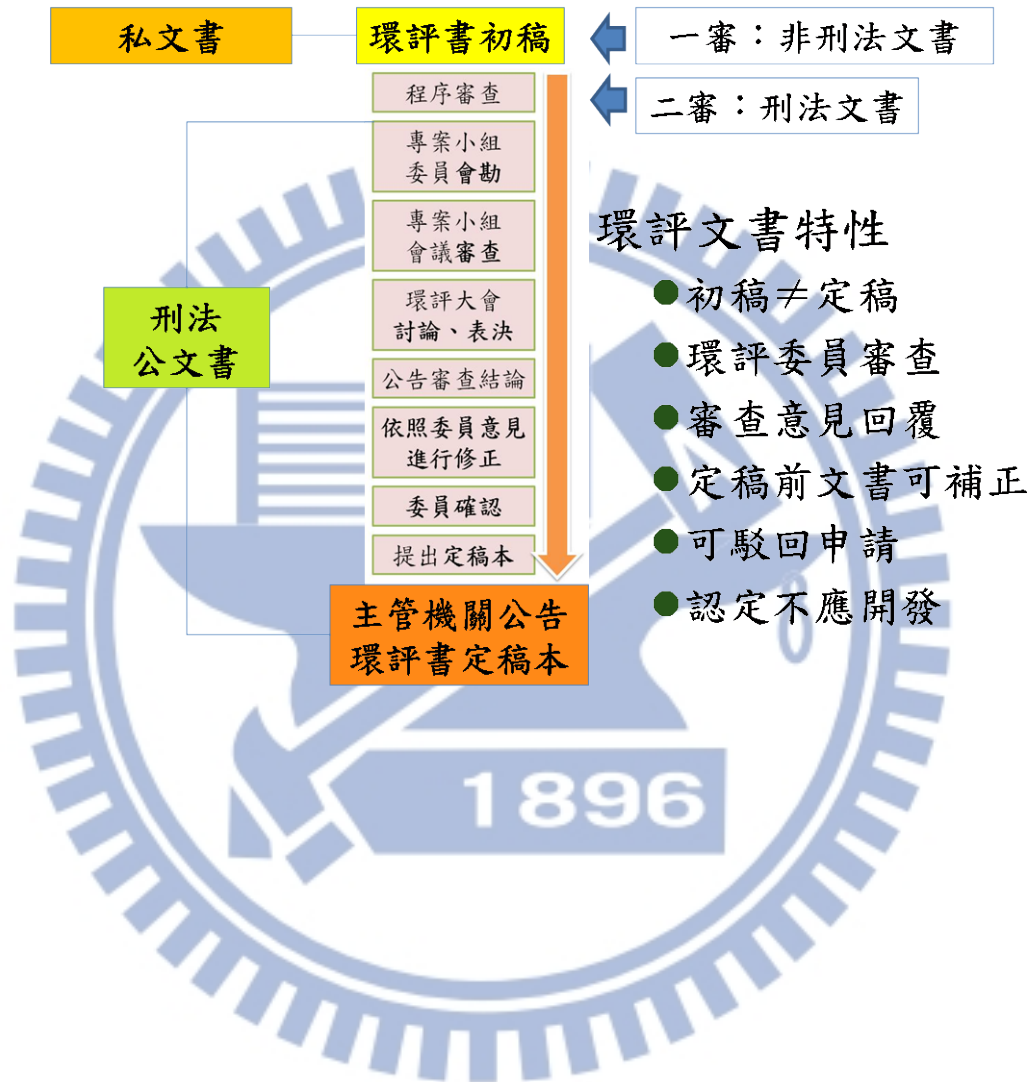 私文書
環評書初稿
一審：非刑法文書
二審：刑法文書
程序審查
專案小組
委員會勘
專案小組
會議審查
環評大會
討論、表決
公告審查結論
依照委員意見
進行修正
委員確認
提出定稿本
主管機關公告
環評書定稿本
刑法
公文書
環評文書特性
●初稿≠定稿
●環評委員審查
●審查意見回覆
●定稿前文書可補正
●可駁回申請
●認定不應開發
1896